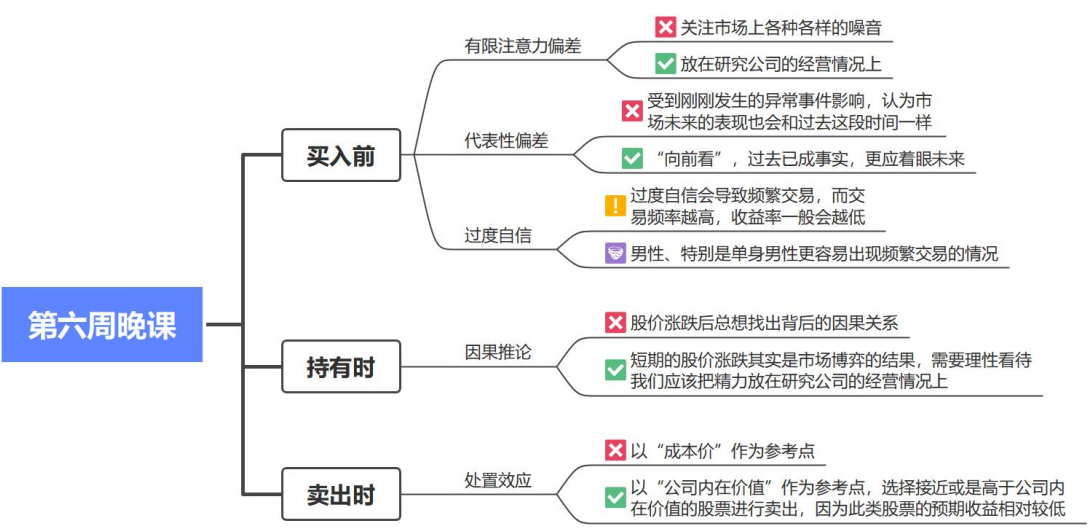 第六周晚课
买入前
有限注意力偏差
关注市场上各种各样的噪音
放在研究公司的经营情况上
代表性偏差
受到刚刚发生的异常事件影响，认为市
场未来的表现也会和过去这段时间一样
“向前看”，过去已成事实，更应着眼未来
过度自信
过度自信会导致频繁交易，而交
易频率越高，收益率一般会越低
男性、特别是单身男性更容易出现频繁交易的情况
持有时
因果推论
股价涨跌后总想找出背后的因果关系
短期的股价涨跌其实是市场博弈的结果，需要理性看待
我们应该把精力放在研究公司的经营情况上
卖出时
处置效应
以“成本价”作为参考点
以“公司内在价值”作为参考点，选择接近或是高于公司内
在价值的股票进行卖出，因为此类股票的预期收益相对较低